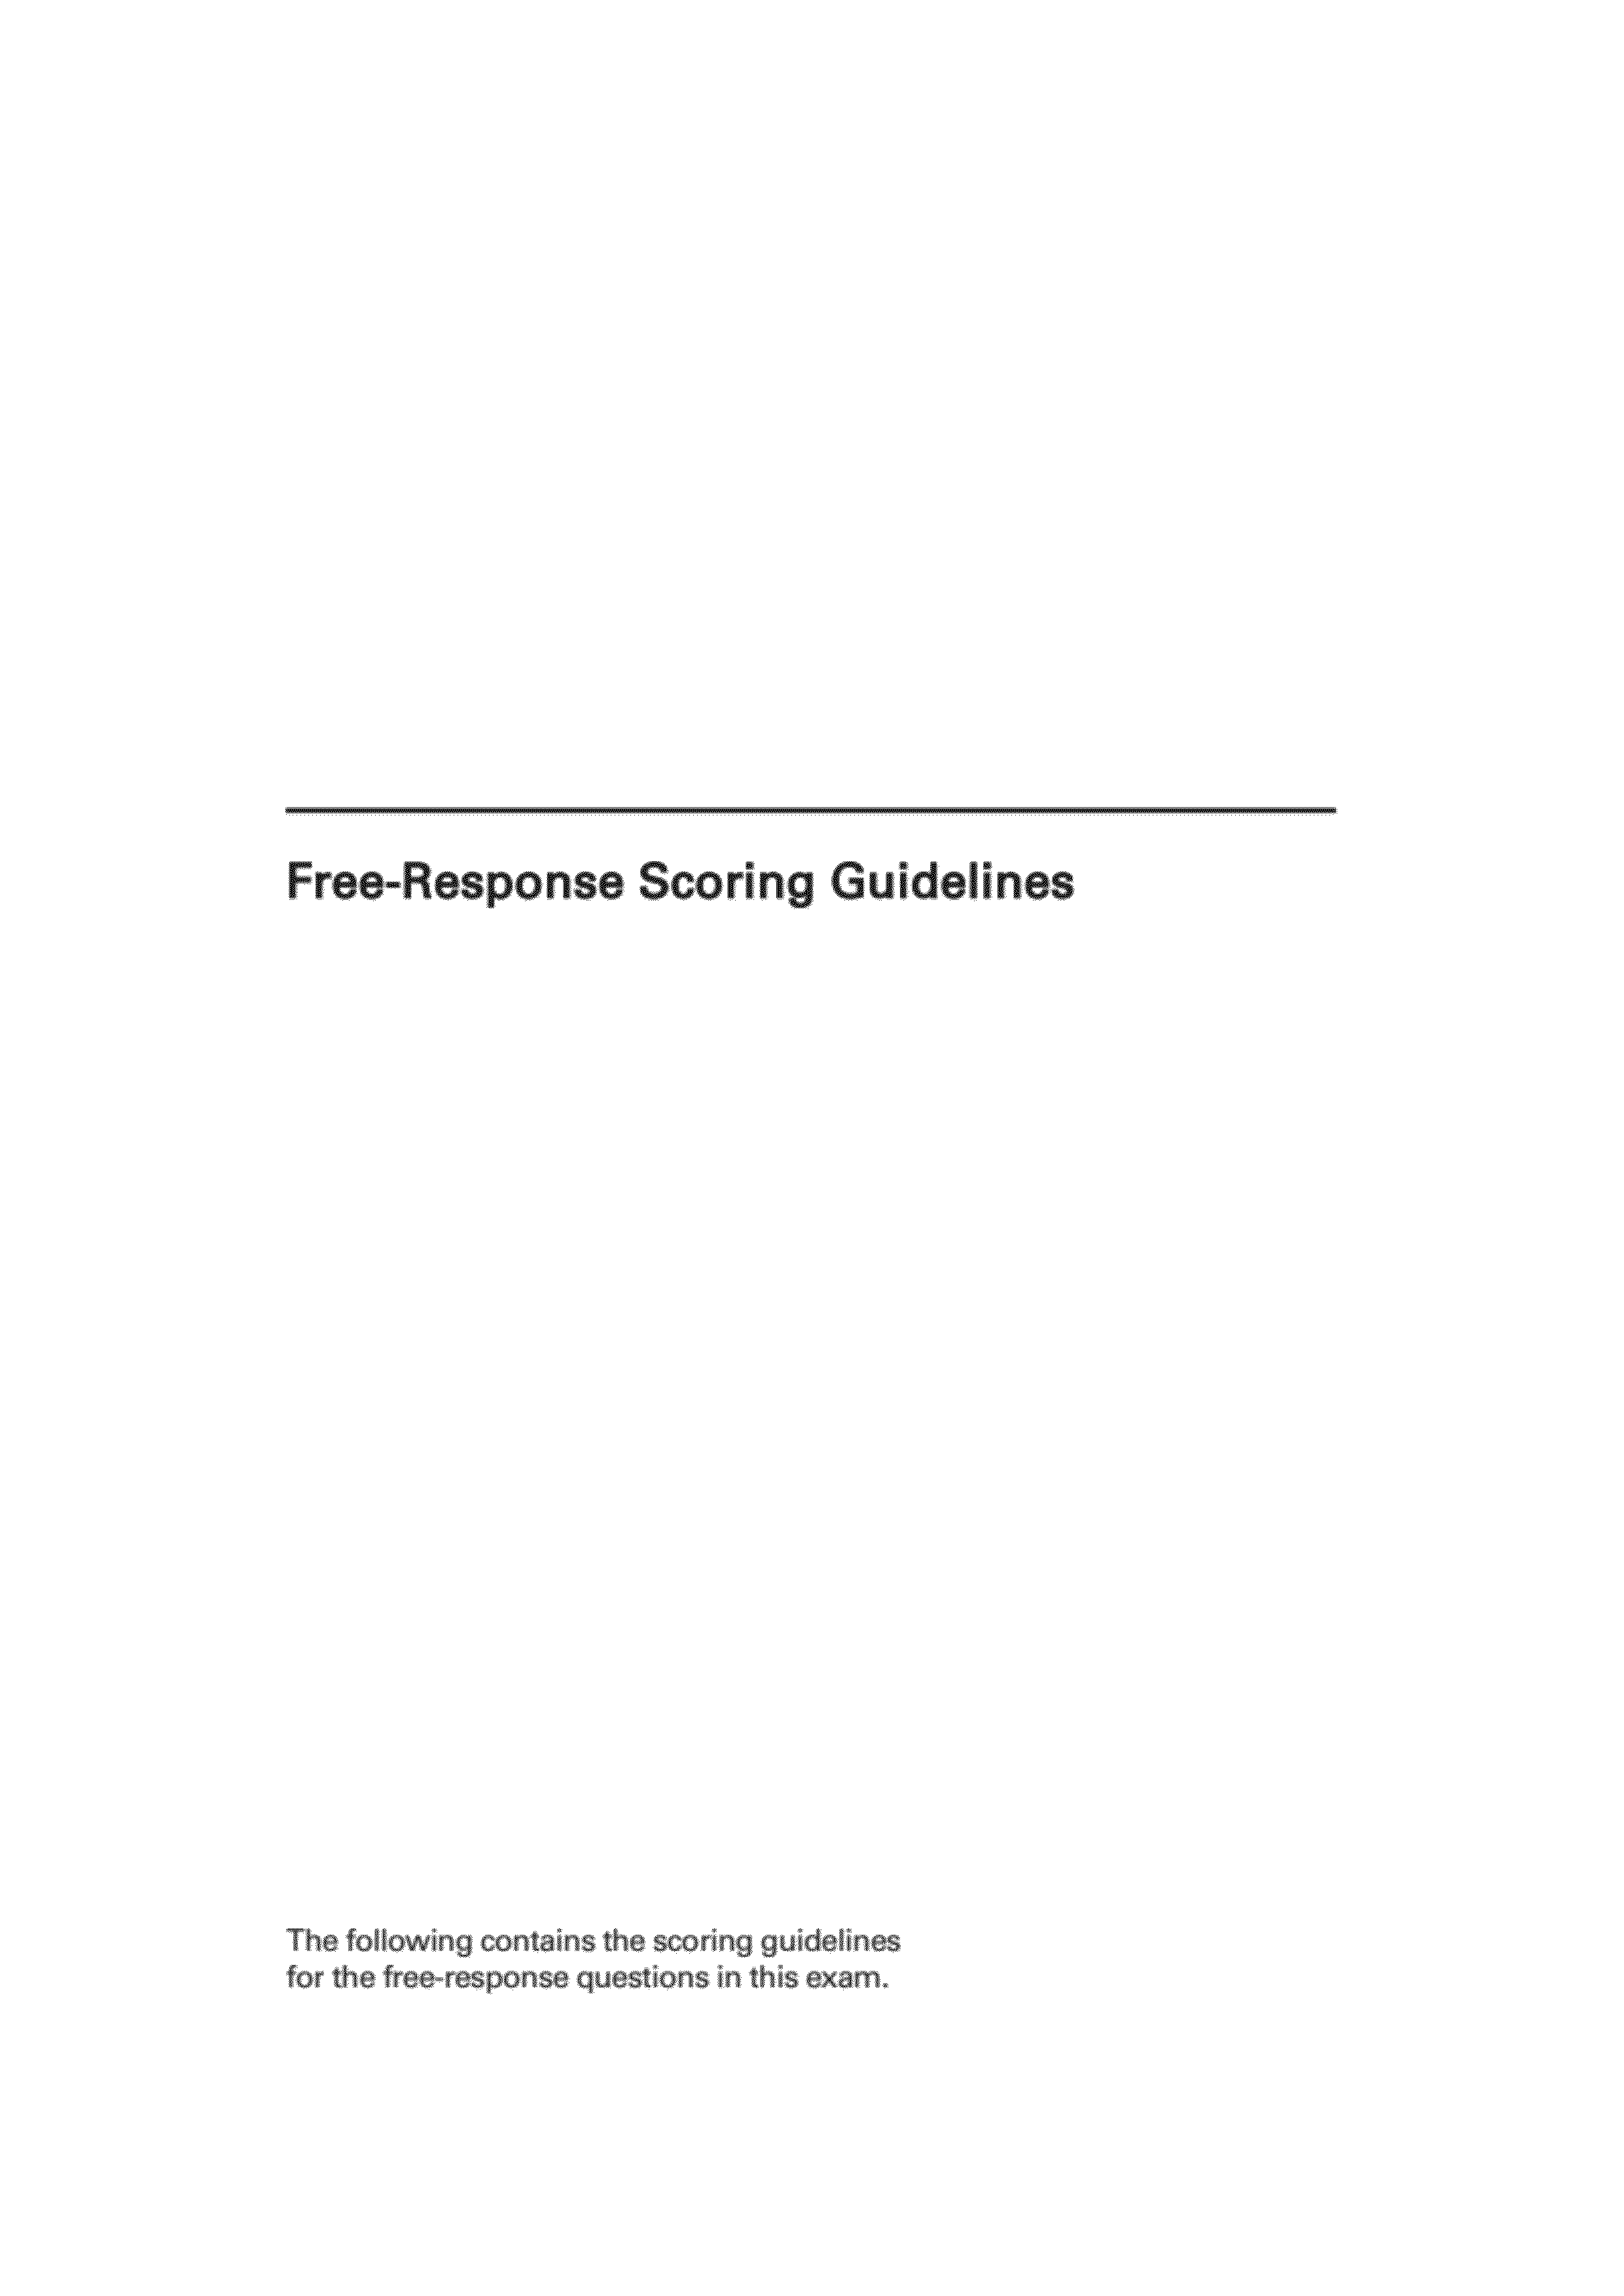 Free-Response Scoring Guidelines
The following contains the scoring guidelines
for the free-response questions in this exam.